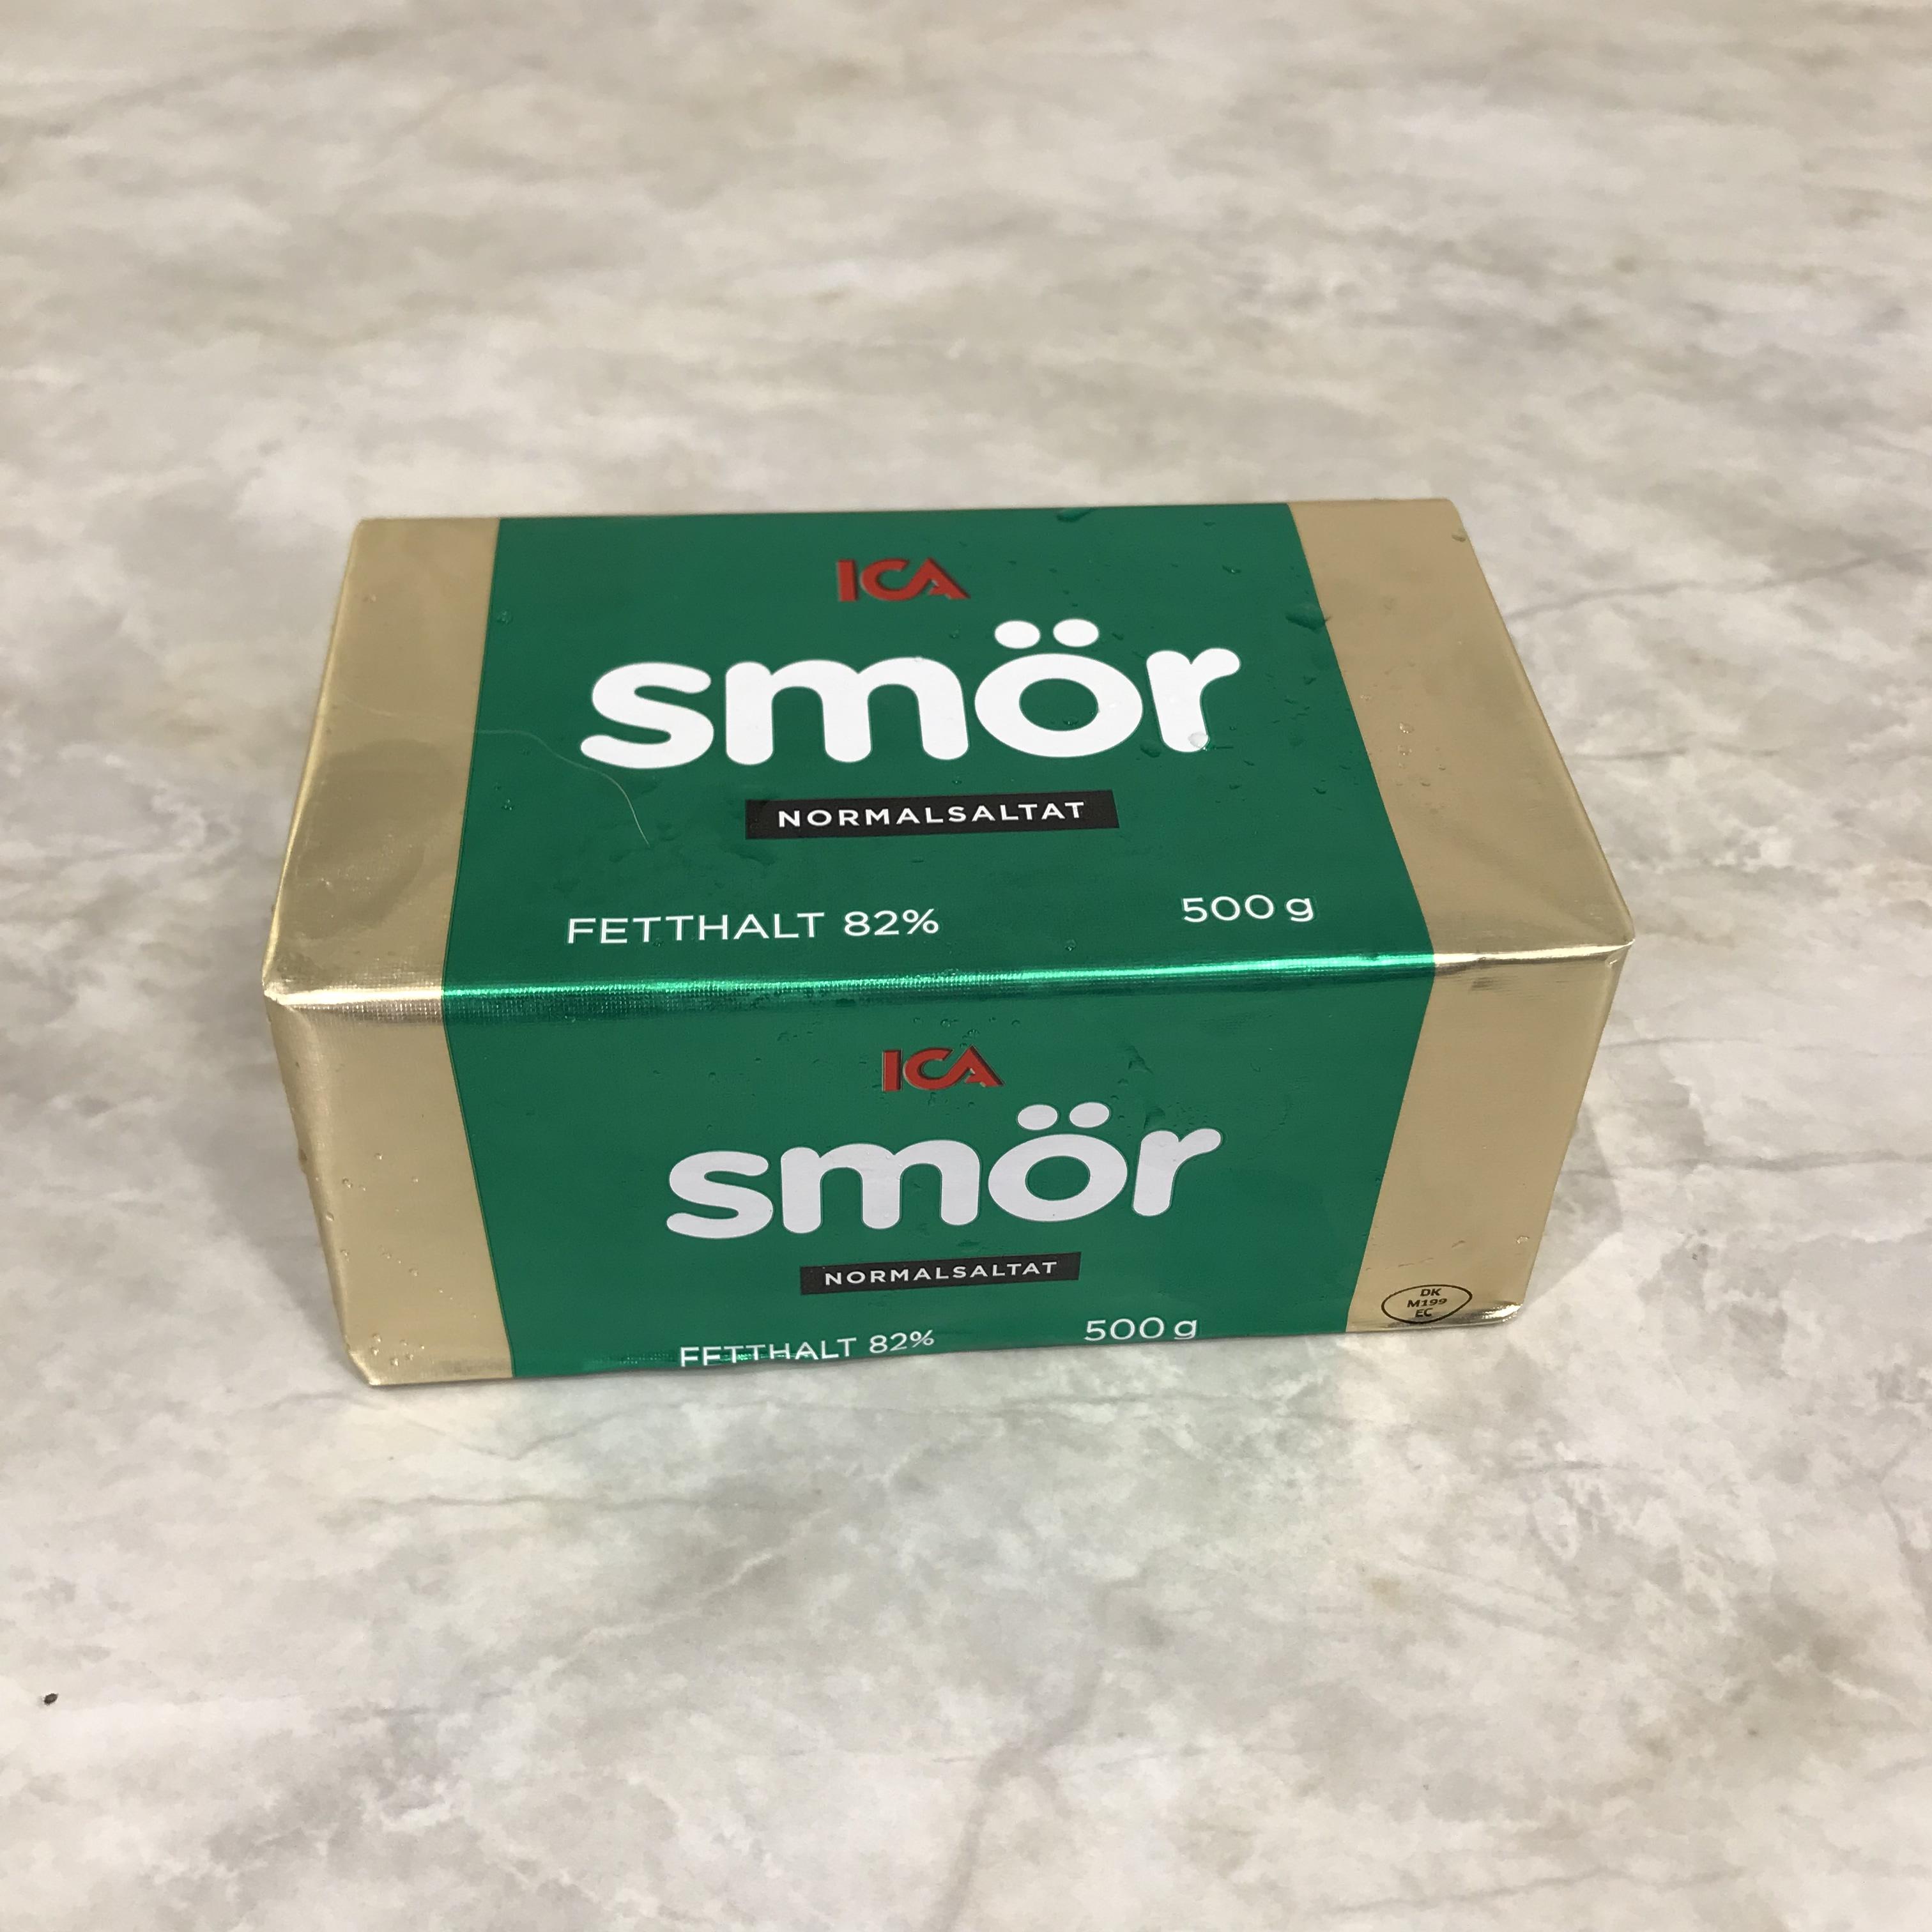 ICA
smör
NORMALSALTAT
FETTHALT 82%
500 g
ICA
smör
NORMALSALTAT
FETTHALT 82%
500 g
DK
M199
EC